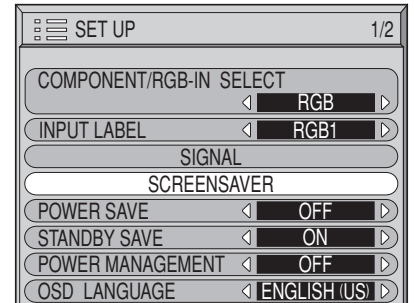 SET UP 1/2
COMPONENT/RGB-IN SELECT
RGB
INPUT LABEL RGB1
SIGNAL
SCREENSAVER
POWER SAVE OFF
STANDBY SAVE ON
POWER MANAGEMENT OFF
OSD LANGUAGE ENGLISH (US)